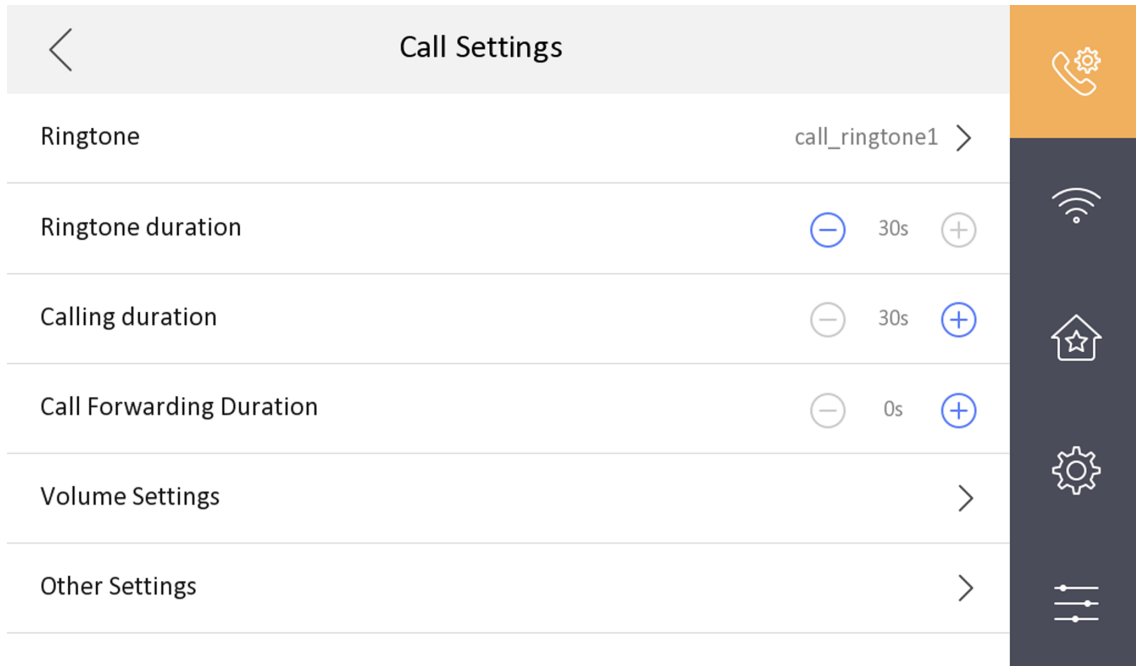 Call Settings
Ringtone call_ringtone1
Ringtone duration 30s
Calling duration 30s
Call Forwarding Duration 0s
Volume Settings
Other Settings